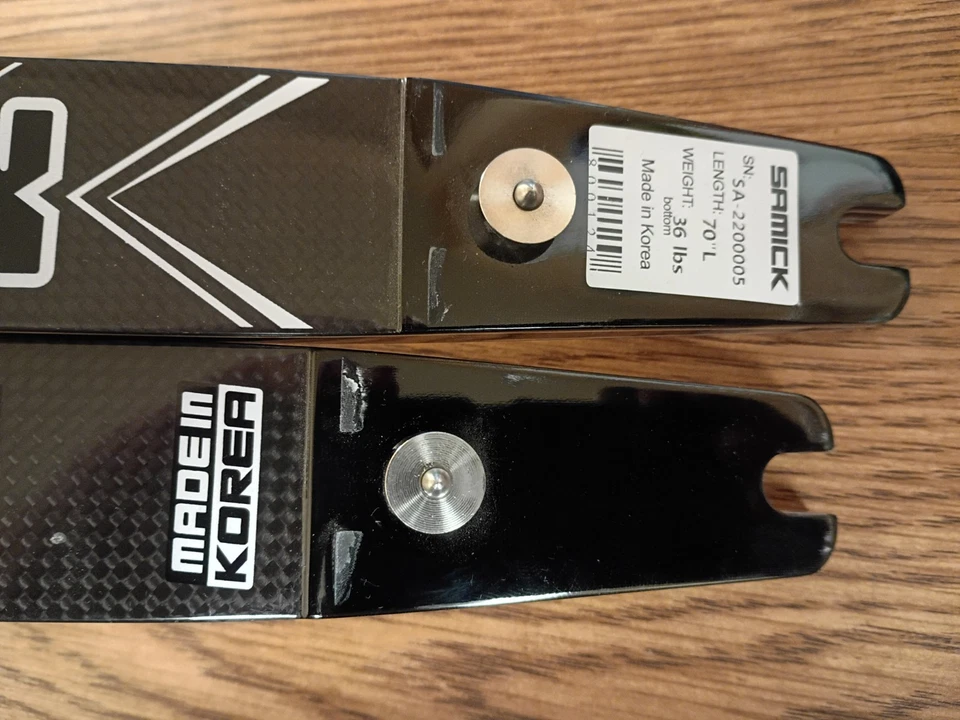 SAMICK
SN: SA-2200005
LENGTH: 70" L
WEIGHT: 36 lbs
bottom
Made in Korea
MADE IN
KOREA